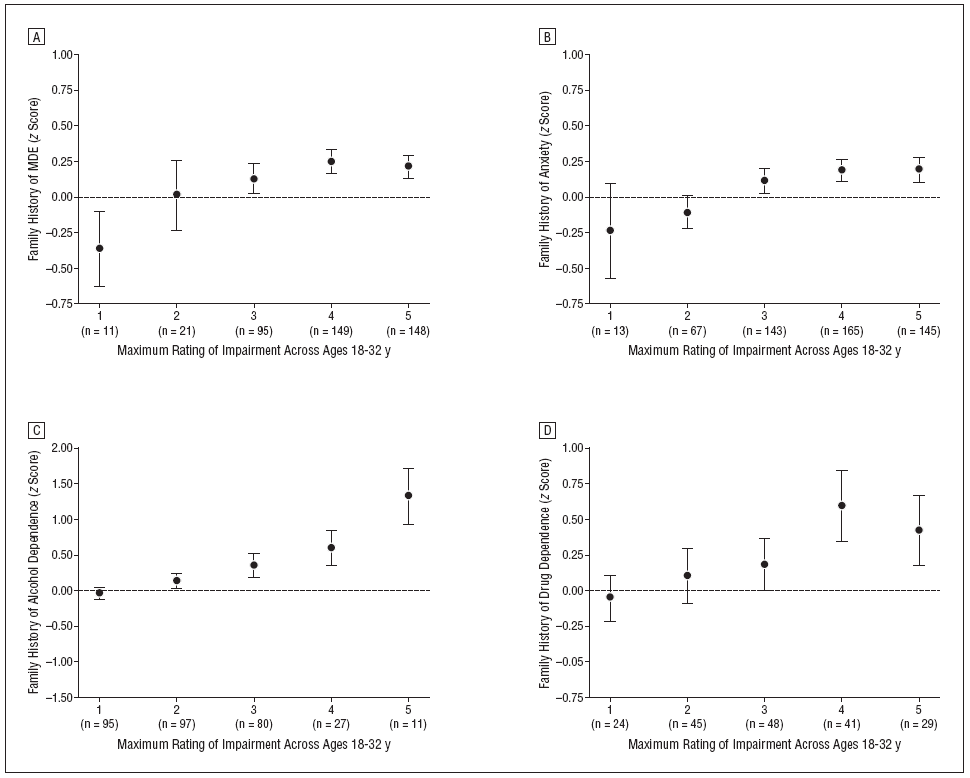 A
Family History of MDE (z Score)
1.00
0.75
0.50
0.25
0.00
–0.25
–0.50
–0.75
1 2 3 4 5
(n = 11) (n = 21) (n = 95) (n = 149) (n = 148)
Maximum Rating of Impairment Across Ages 18-32 y
B
Family History of Anxiety (z Score)
1.00
0.75
0.50
0.25
0.00
–0.25
–0.50
–0.75
1 2 3 4 5
(n = 13) (n = 67) (n = 143) (n = 165) (n = 145)
Maximum Rating of Impairment Across Ages 18-32 y
C
Family History of Alcohol Dependence (z Score)
2.00
1.50
1.00
0.50
0.00
–0.50
–1.00
–1.50
1 2 3 4 5
(n = 95) (n = 97) (n = 80) (n = 27) (n = 11)
Maximum Rating of Impairment Across Ages 18-32 y
D
Family History of Drug Dependence (z Score)
1.00
0.75
0.50
0.25
0.00
–0.25
–0.05
–0.75
1 2 3 4 5
(n = 24) (n = 45) (n = 48) (n = 41) (n = 29)
Maximum Rating of Impairment Across Ages 18-32 y